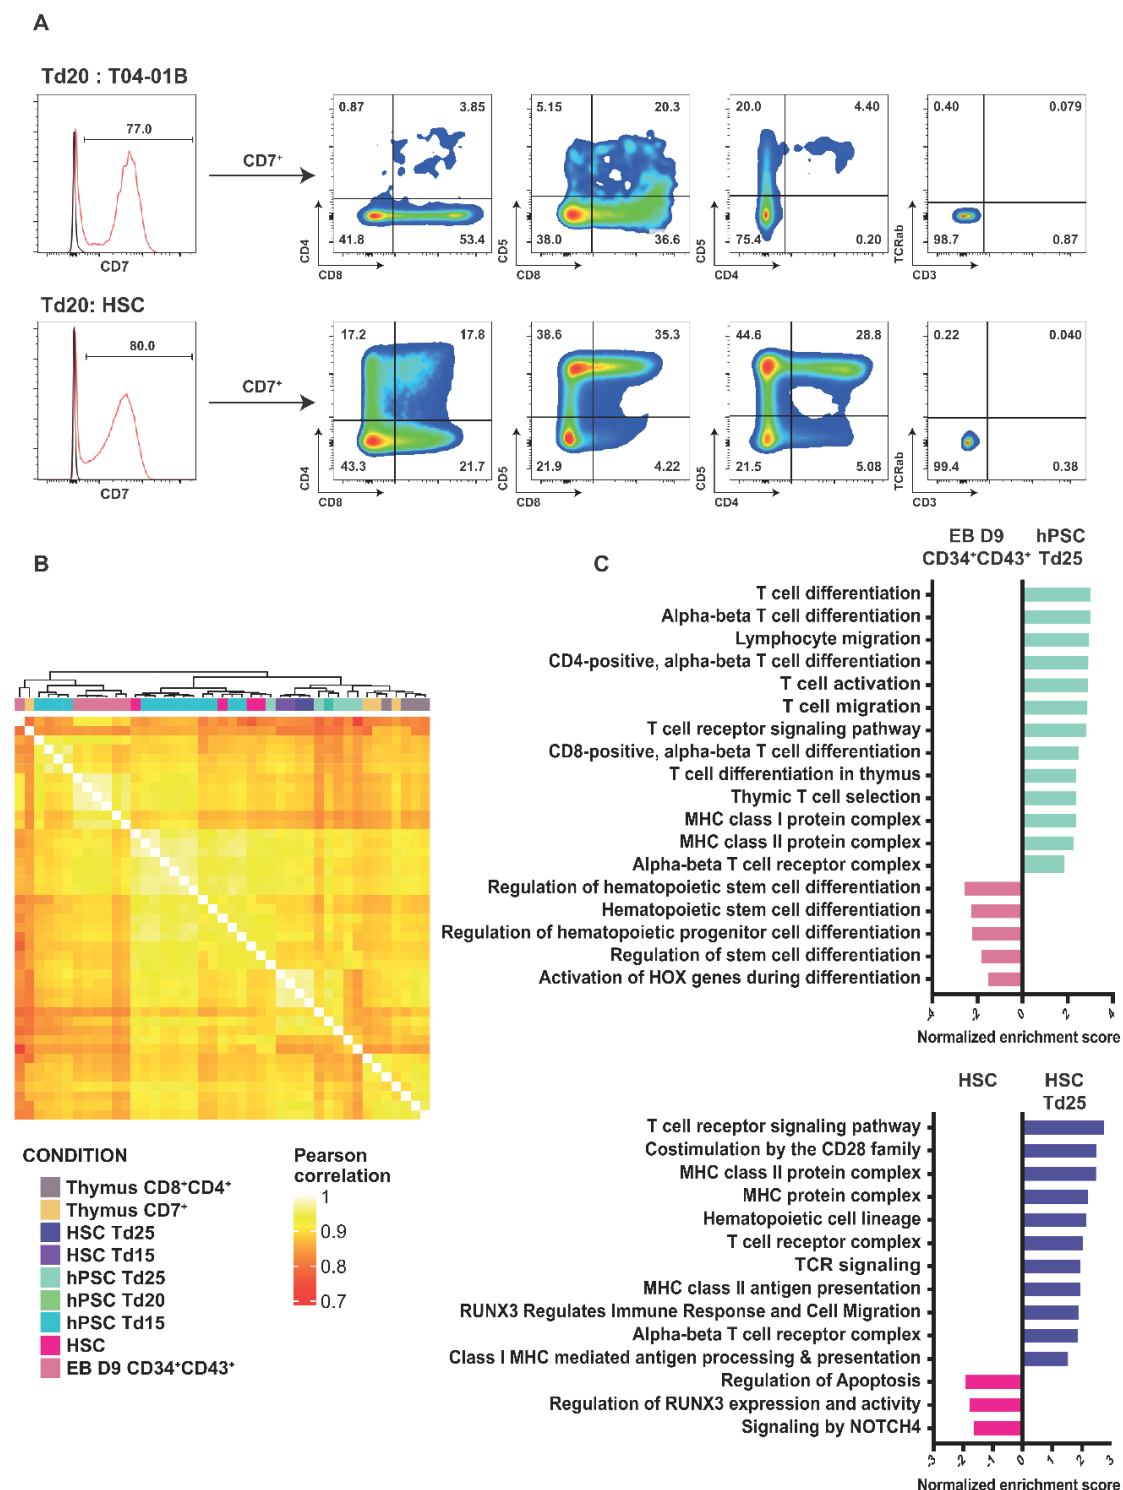 A
Td20 : T04-01B
77.0
CD7
CD7⁺
0.87 3.85
41.8 53.4
CD4
CD8
5.15 20.3
38.0 36.6
CD5
CD8
20.0 4.40
75.4 0.20
CD5
CD4
0.40 0.079
98.7 0.87
TCRab
CD3
Td20: HSC
80.0
CD7
CD7⁺
17.2 17.8
43.3 21.7
CD4
CD8
38.6 35.3
21.9 4.22
CD5
CD8
44.6 28.8
21.5 5.08
CD5
CD4
0.22 0.040
99.4 0.38
TCRab
CD3
B
CONDITION
Thymus CD8⁺CD4⁺
Thymus CD7⁺
HSC Td25
HSC Td15
hPSC Td25
hPSC Td20
hPSC Td15
HSC
EB D9 CD34⁺CD43⁺
Pearson
correlation
1
0.9
0.8
0.7
C
EB D9 hPSC
CD34⁺CD43⁺ Td25
T cell differentiation
Alpha-beta T cell differentiation
Lymphocyte migration
CD4-positive, alpha-beta T cell differentiation
T cell activation
T cell migration
T cell receptor signaling pathway
CD8-positive, alpha-beta T cell differentiation
T cell differentiation in thymus
Thymic T cell selection
MHC class I protein complex
MHC class II protein complex
Alpha-beta T cell receptor complex
Regulation of hematopoietic stem cell differentiation
Hematopoietic stem cell differentiation
Regulation of hematopoietic progenitor cell differentiation
Regulation of stem cell differentiation
Activation of HOX genes during differentiation
-4 -2 0 2 4
Normalized enrichment score
HSC HSC
Td25
T cell receptor signaling pathway
Costimulation by the CD28 family
MHC class II protein complex
MHC protein complex
Hematopoietic cell lineage
T cell receptor complex
TCR signaling
MHC class II antigen presentation
RUNX3 Regulates Immune Response and Cell Migration
Alpha-beta T cell receptor complex
Class I MHC mediated antigen processing & presentation
Regulation of Apoptosis
Regulation of RUNX3 expression and activity
Signaling by NOTCH4
-3 -2 -1 0 1 2 3
Normalized enrichment score